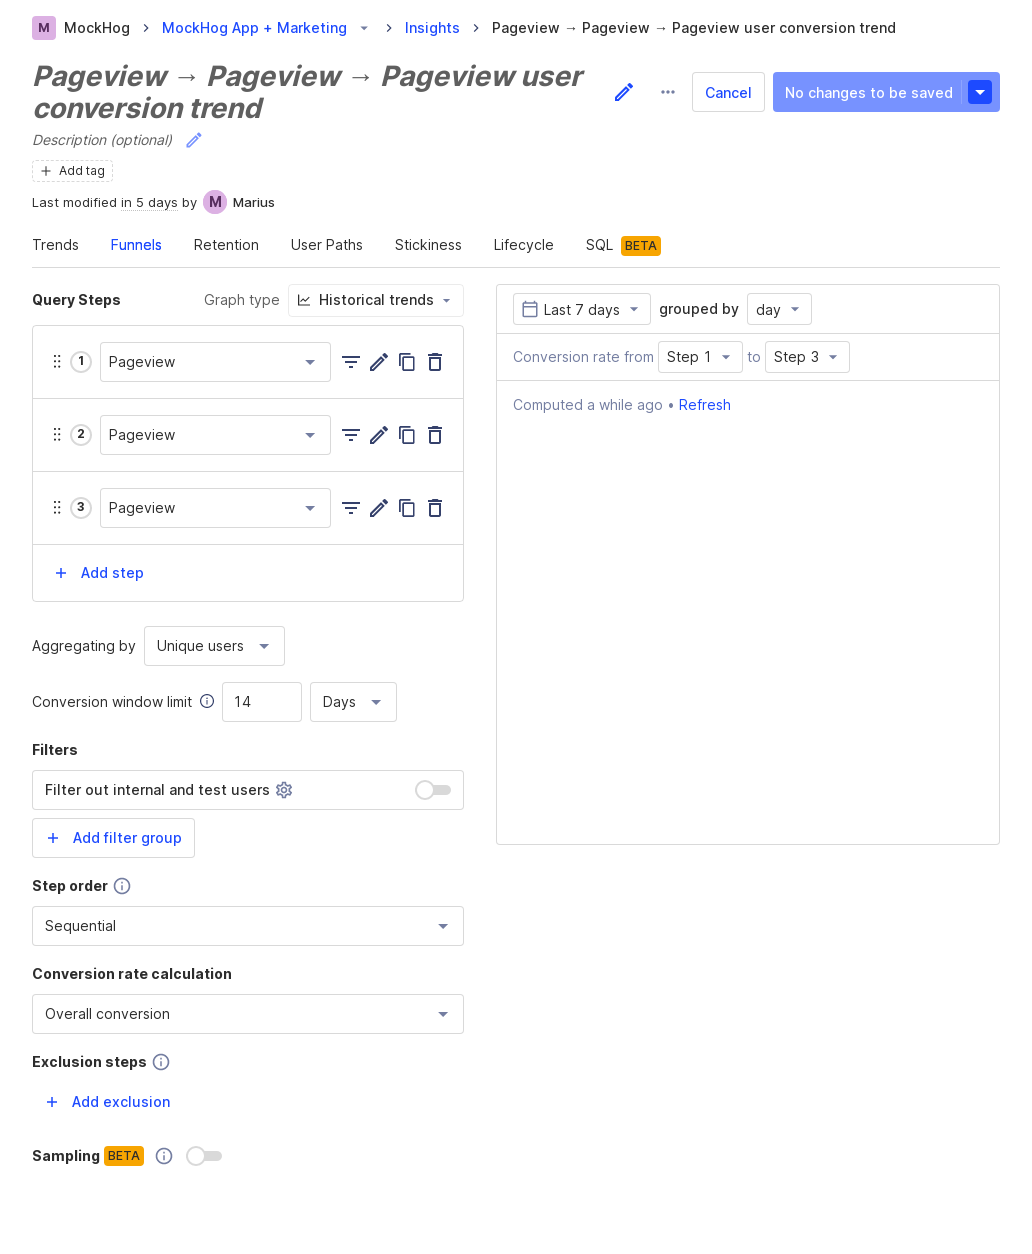 M MockHog > MockHog App + Marketing > Insights > Pageview → Pageview → Pageview user conversion trend
Pageview → Pageview → Pageview user
conversion trend
Cancel
No changes to be saved
Description (optional)
Add tag
Last modified in 5 days by M Marius
Trends Funnels Retention User Paths Stickiness Lifecycle SQL BETA
Query Steps Graph type Historical trends
1 Pageview
2 Pageview
3 Pageview
Add step
Aggregating by Unique users
Conversion window limit 14 Days
Filters
Filter out internal and test users
Add filter group
Step order
Sequential
Conversion rate calculation
Overall conversion
Exclusion steps
Add exclusion
Sampling BETA
Last 7 days grouped by day
Conversion rate from Step 1 to Step 3
Computed a while ago • Refresh